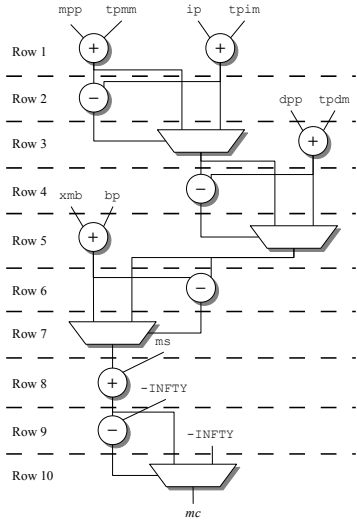 mpp tpmm ip tpim
Row 1 + +
Row 2 −
dpp tpdm
Row 3 +
Row 4 −
xmb bp
Row 5 +
Row 6 −
Row 7
ms
Row 8 +
-INFTY
Row 9 −
-INFTY
Row 10
mc